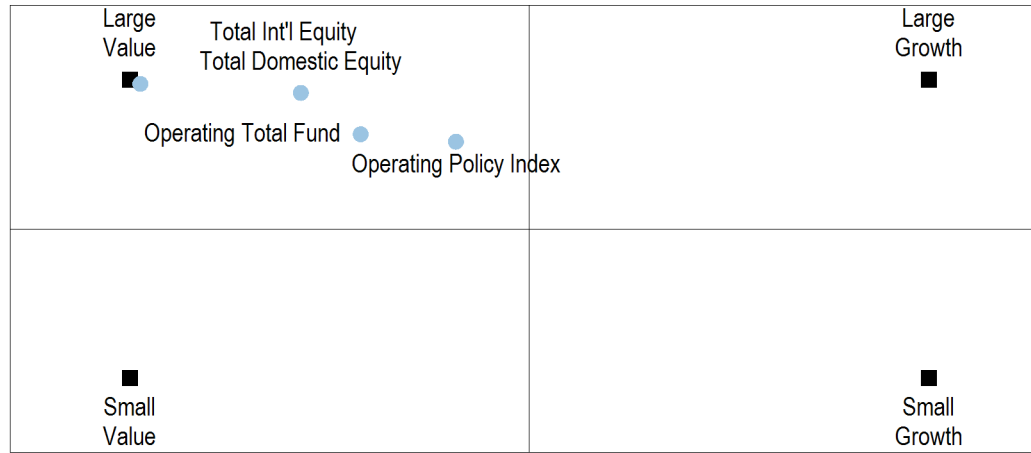 Large
Value
Total Int'l Equity
Total Domestic Equity
Large
Growth
Operating Total Fund
Operating Policy Index
Small
Value
Small
Growth